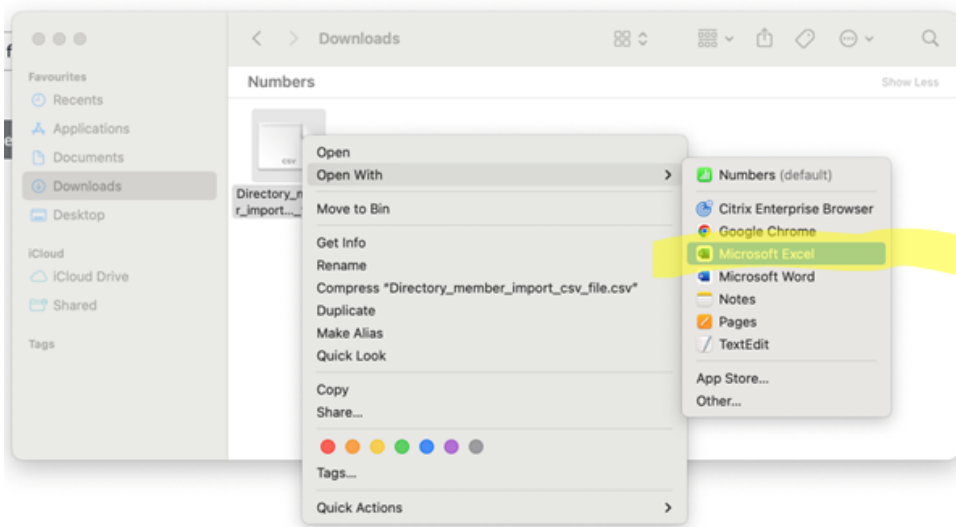 Downloads
Favourites
Recents
Applications
Documents
Downloads
Desktop
iCloud
iCloud Drive
Shared
Tags
Numbers
Show Less
CSV
Directory_m
r_import..._
Open
Open With
Move to Bin
Get Info
Rename
Compress "Directory_member_import_csv_file.csv"
Duplicate
Make Alias
Quick Look
Copy
Share...
Tags...
Quick Actions
Numbers (default)
Citrix Enterprise Browser
Google Chrome
Microsoft Excel
Microsoft Word
Notes
Pages
TextEdit
App Store...
Other...